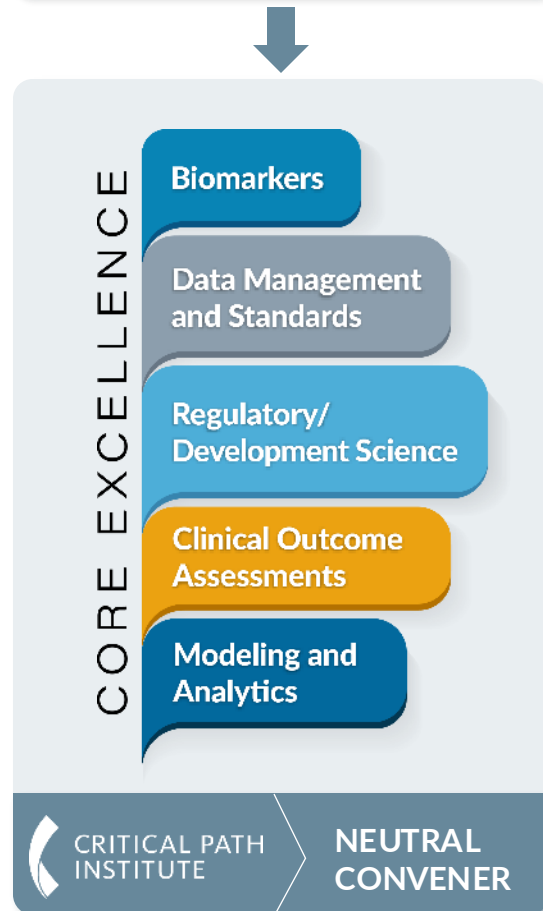 CORE EXCELLENCE
Biomarkers
Data Management
and Standards
Regulatory/
Development Science
Clinical Outcome
Assessments
Modeling and
Analytics
CRITICAL PATH
INSTITUTE
NEUTRAL
CONVENER